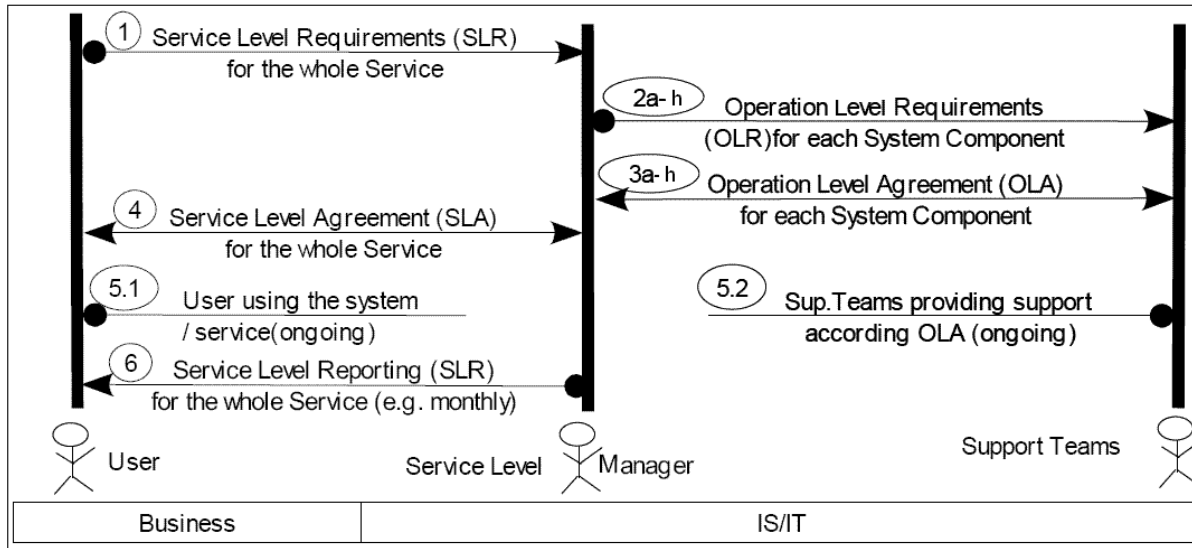 1
Service Level Requirements (SLR)
for the whole Service
2a-h
Operation Level Requirements
(OLR)for each System Component
3a-h
Operation Level Agreement (OLA)
for each System Component
4
Service Level Agreement (SLA)
for the whole Service
5.1
User using the system
/ service(ongoing)
5.2
Sup.Teams providing support
according OLA (ongoing)
6
Service Level Reporting (SLR)
for the whole Service (e.g. monthly)
User
Service Level Manager
Support Teams
Business
IS/IT